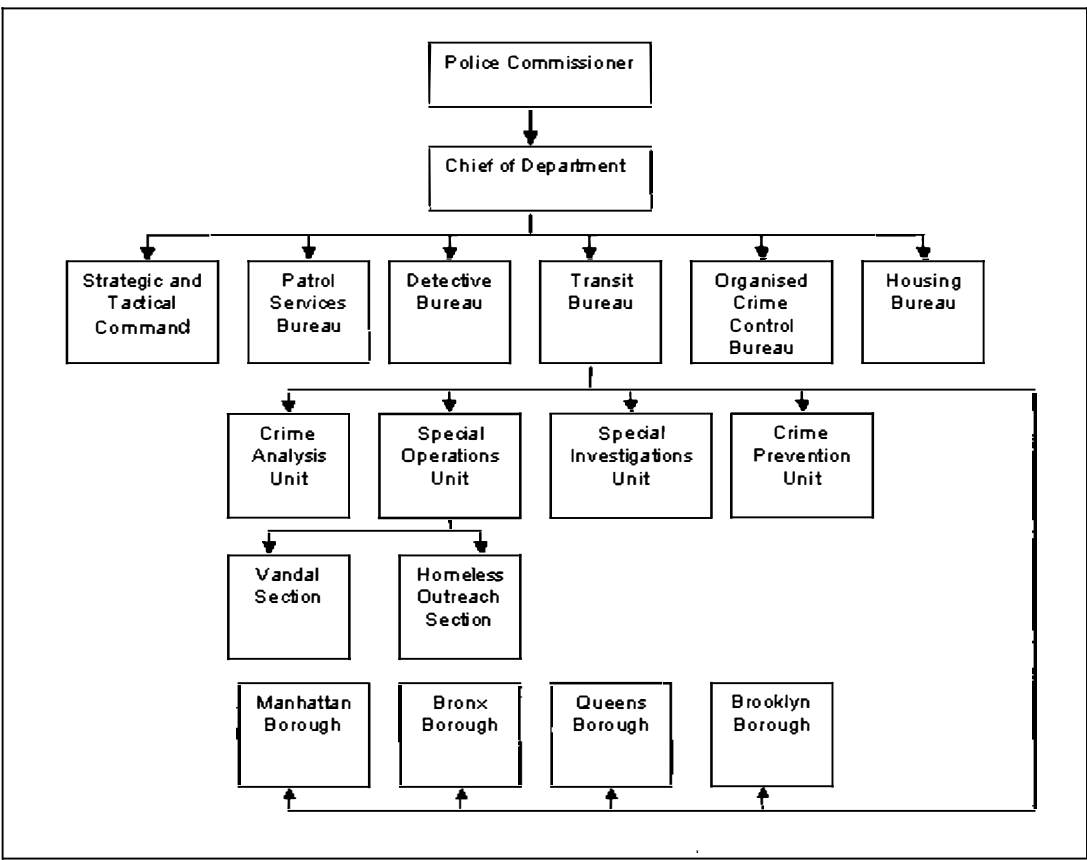 Police Commissioner
Chief of Department
Strategic and
Tactical
Command
Patrol
Services
Bureau
Detective
Bureau
Transit
Bureau
Organised
Crime
Control
Bureau
Housing
Bureau
Crime
Analysis
Unit
Special
Operations
Unit
Special
Investigations
Unit
Crime
Prevention
Unit
Vandal
Section
Homeless
Outreach
Section
Manhattan
Borough
Bronx
Borough
Queens
Borough
Brooklyn
Borough